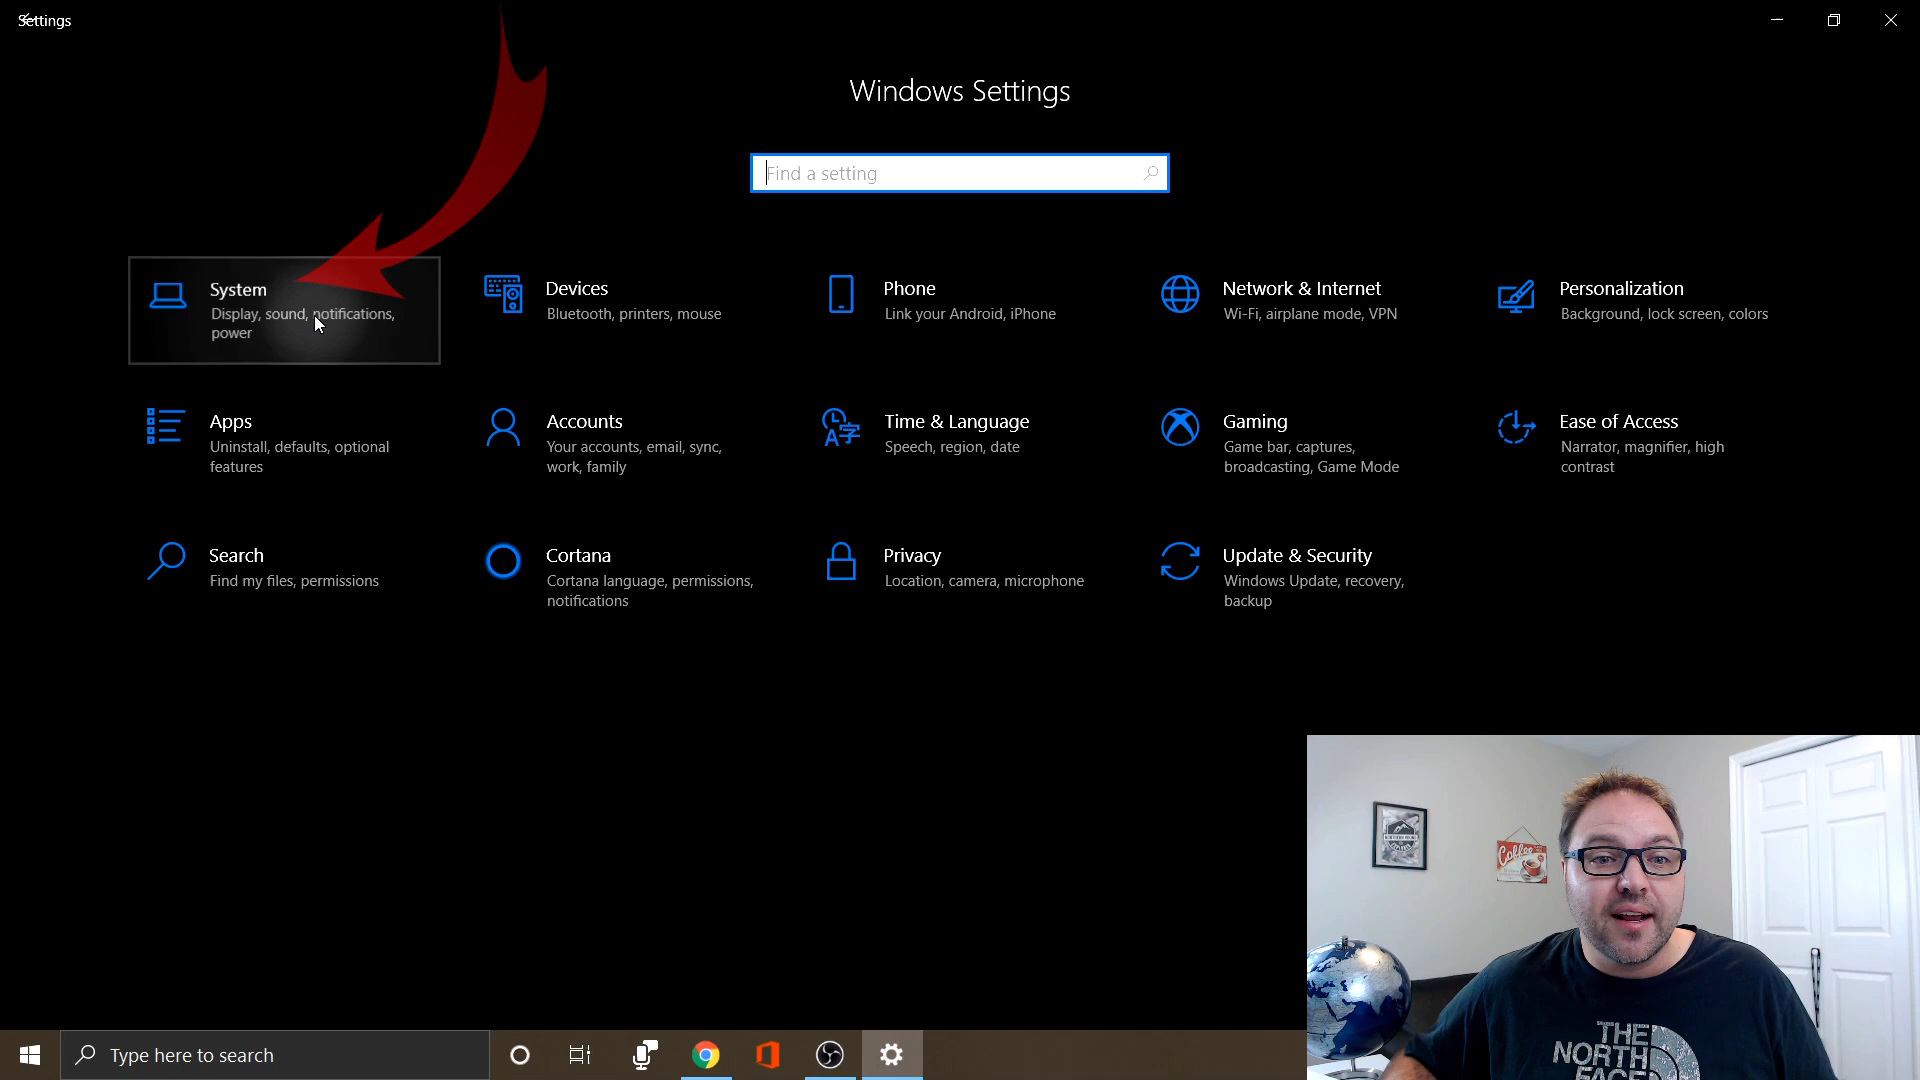 Settings
Windows Settings
Find a setting
System
Display, sound, notifications,
power
Devices
Bluetooth, printers, mouse
Phone
Link your Android, iPhone
Network & Internet
Wi-Fi, airplane mode, VPN
Personalization
Background, lock screen, colors
Apps
Uninstall, defaults, optional
features
Accounts
Your accounts, email, sync,
work, family
Time & Language
Speech, region, date
Gaming
Game bar, captures,
broadcasting, Game Mode
Ease of Access
Narrator, magnifier, high
contrast
Search
Find my files, permissions
Cortana
Cortana language, permissions,
notifications
Privacy
Location, camera, microphone
Update & Security
Windows Update, recovery,
backup
Coffee
THE
NORTH
FACE
Type here to search